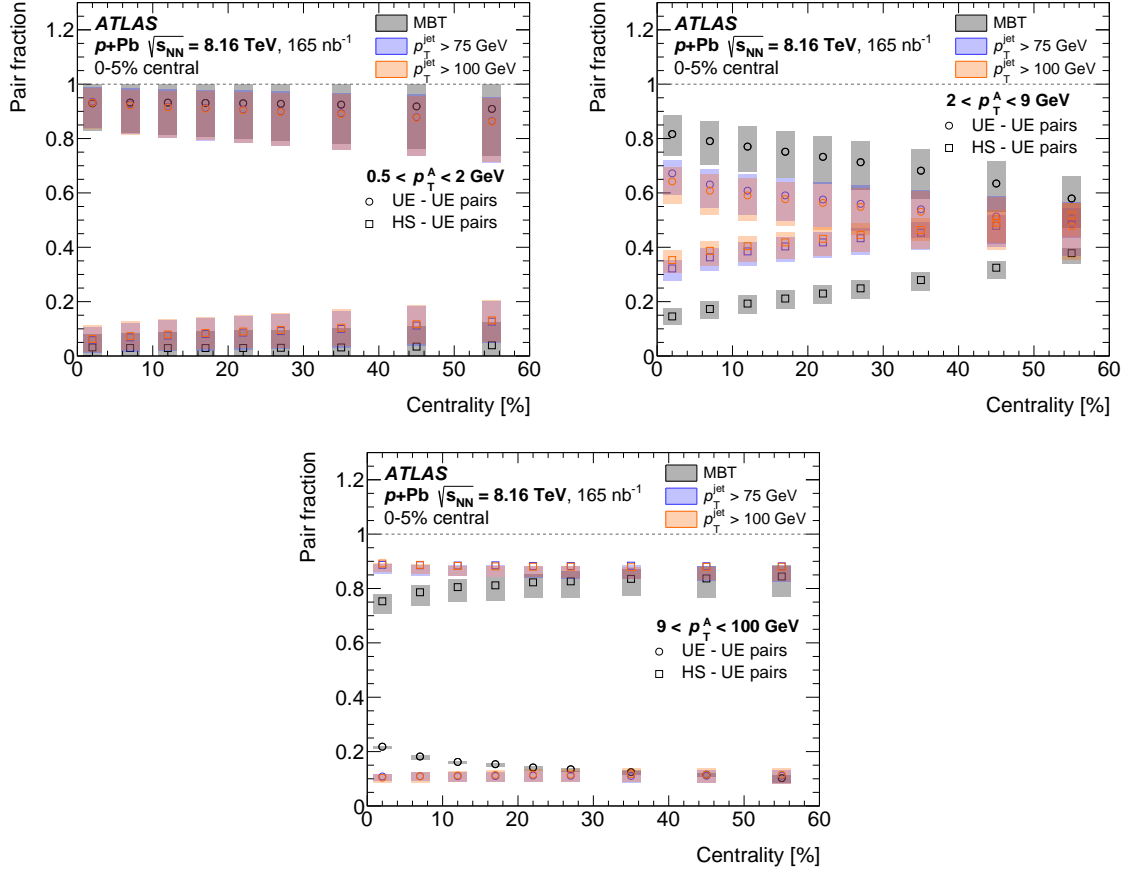 ATLAS
p+Pb √sNN = 8.16 TeV, 165 nb-1
0-5% central
MBT
pTjet > 75 GeV
pTjet > 100 GeV
0.5 < pTA < 2 GeV
UE - UE pairs
HS - UE pairs
Pair fraction
0
0.2
0.4
0.6
0.8
1
1.2
0 10 20 30 40 50 60
Centrality [%]
ATLAS
p+Pb √sNN = 8.16 TeV, 165 nb-1
0-5% central
MBT
pTjet > 75 GeV
pTjet > 100 GeV
2 < pTA < 9 GeV
UE - UE pairs
HS - UE pairs
Pair fraction
0
0.2
0.4
0.6
0.8
1
1.2
0 10 20 30 40 50 60
Centrality [%]
ATLAS
p+Pb √sNN = 8.16 TeV, 165 nb-1
0-5% central
MBT
pTjet > 75 GeV
pTjet > 100 GeV
9 < pTA < 100 GeV
UE - UE pairs
HS - UE pairs
Pair fraction
0
0.2
0.4
0.6
0.8
1
1.2
0 10 20 30 40 50 60
Centrality [%]